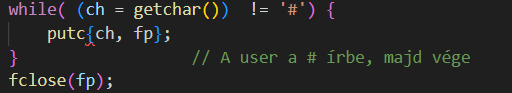 while( (ch = getchar())  != '#') {
    putc{ch, fp};
}                // A user a # írbe, majd vége
fclose(fp);